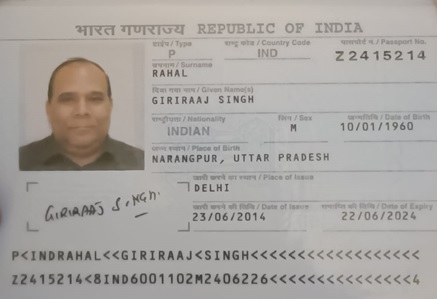 भारत गणराज्य REPUBLIC OF INDIA
टाईप / Type राष्ट्र कोड / Country Code पासपोर्ट नं. / Passport No.
P IND Z2415214
उपनाम / Surname
RAHAL
दिया गया नाम / Given Name(s)
GIRIRAAJ SINGH
राष्ट्रीयता / Nationality लिंग / Sex जन्मतिथि / Date of Birth
INDIAN M 10/01/1960
जन्म स्थान / Place of Birth
NARANGPUR, UTTAR PRADESH
जारी करने का स्थान / Place of Issue
DELHI
जारी करने की तिथि / Date of Issue समाप्ति की तिथि / Date of Expiry
23/06/2014 22/06/2024
GIRIRAAJ SINGH
P<INDRAHAL<<GIRIRAAJ<SINGH<<<<<<<<<<<<<<<<<<
Z2415214<8IND6001102M2406226<<<<<<<<<<<<<<<4